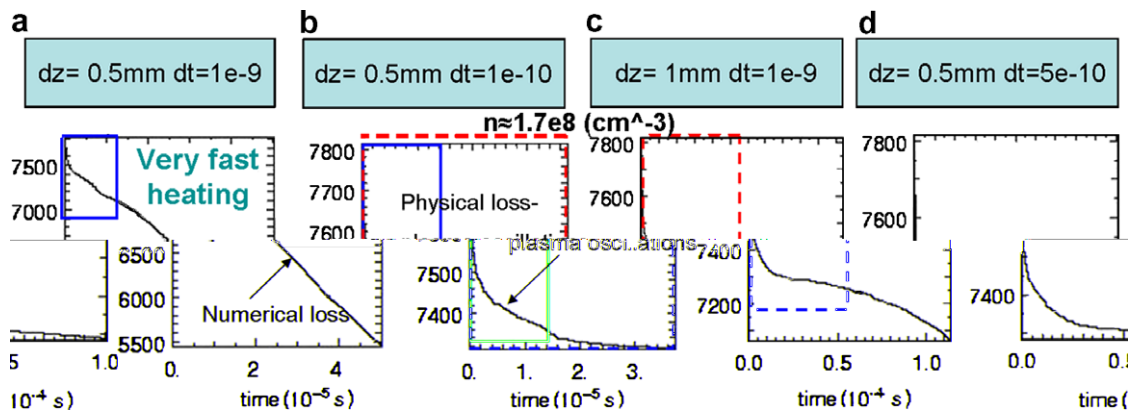 a
b
c
d
dz= 0.5mm dt=1e-9
dz= 0.5mm dt=1e-10
dz= 1mm dt=1e-9
dz= 0.5mm dt=5e-10
n≈1.7e8 (cm^-3)
7500
7000
Very fast
heating
7800
7700
7600
Physical loss-
7800
7600
7800
7600
plasma oscillations-
6500
6000
5500
Numerical loss
7500
7400
7400
7200
7400
1.0
0.
2
4
0.
1.
2.
3.
0.0
0.5
1.0
0.0
0.5
10^-4 s)
time (10^-5 s)
time (10^-5 s)
time (10^-4 s)
time (